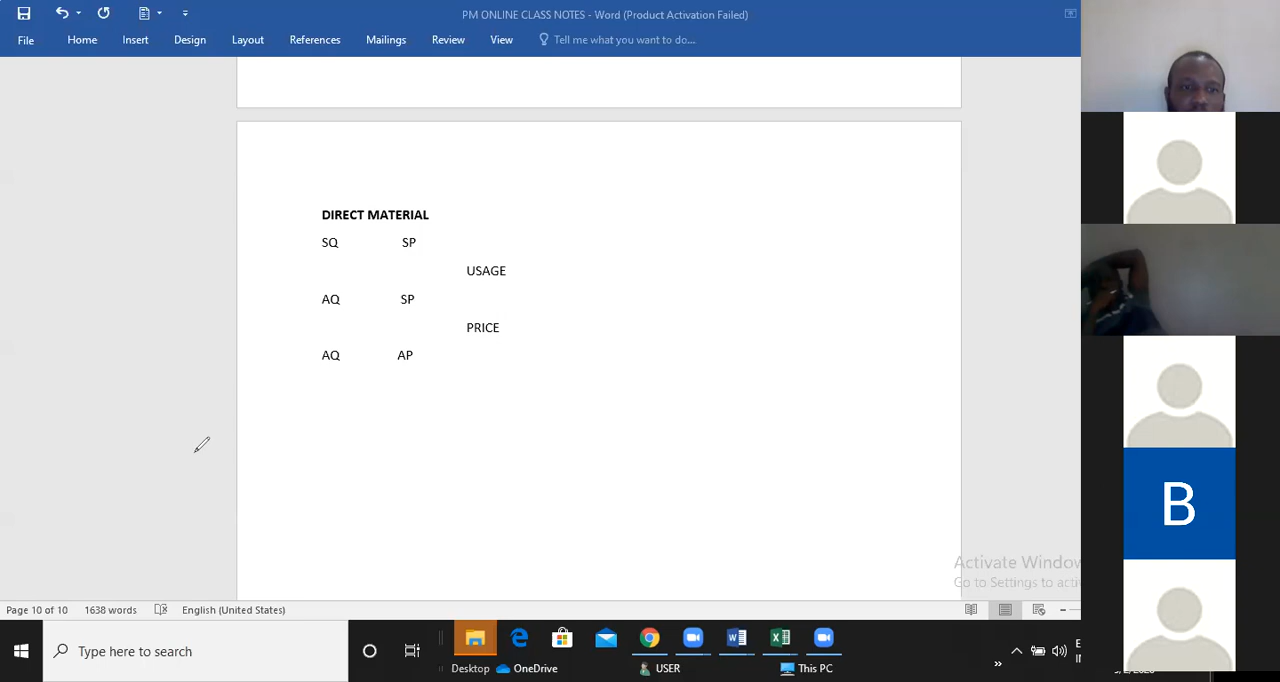 PM ONLINE CLASS NOTES - Word (Product Activation Failed)
File Home Insert Design Layout References Mailings Review View Tell me what you want to do...
DIRECT MATERIAL
SQ SP
USAGE
AQ SP
PRICE
AQ AP
B
Activate Window
Go to Settings to acti
Page 10 of 10 1638 words English (United States)
Type here to search
Desktop OneDrive USER This PC